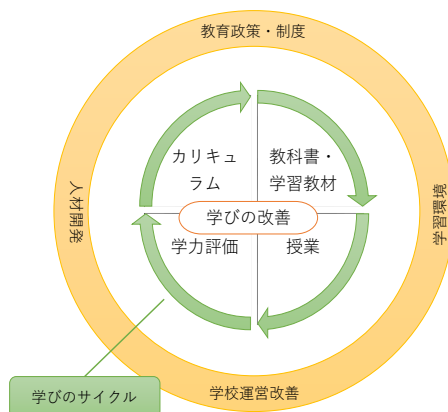 教育政策・制度
カリキュ
ラム
教科書・
学習教材
人材開発
学びの改善
学習環境
学力評価
授業
学校運営改善
学びのサイクル